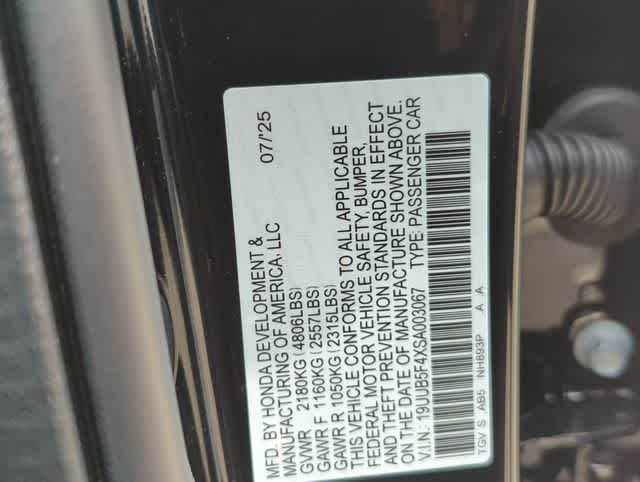 MFD. BY HONDA DEVELOPMENT &
MANUFACTURING OF AMERICA, LLC 07/'25
GVWR 2180KG (4806LBS)
GAWR F 1160KG (2557LBS)
GAWR R 1050KG (2315LBS)
THIS VEHICLE CONFORMS TO ALL APPLICABLE
FEDERAL MOTOR VEHICLE SAFETY, BUMPER,
AND THEFT PREVENTION STANDARDS IN EFFECT
ON THE DATE OF MANUFACTURE SHOWN ABOVE.
V.I.N.: 19UUB5F4XSA003067 TYPE: PASSENGER CAR
TGV S AB5 NH893P A A